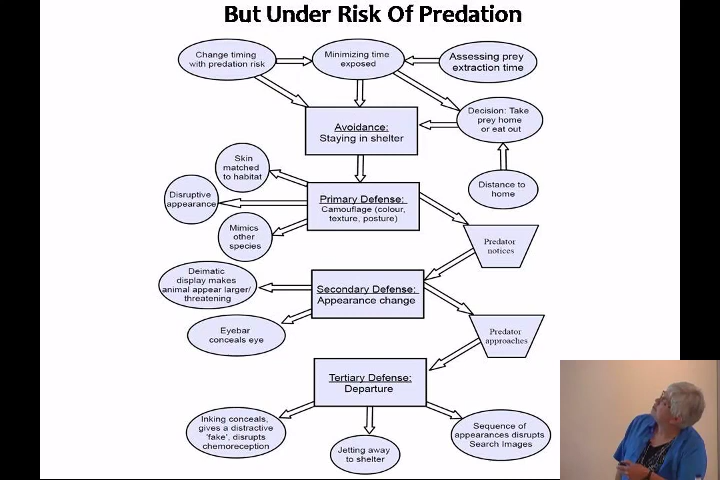 But Under Risk Of Predation
Change timing
with predation risk
Minimizing time
exposed
Assessing prey
extraction time
Avoidance:
Staying in shelter
Decision: Take
prey home
or eat out
Skin
matched
to habitat
Disruptive
appearance
Primary Defense:
Camouflage (colour,
texture, posture)
Distance to
home
Mimics
other
species
Predator
notices
Deimatic
display makes
animal appear larger/
threatening
Secondary Defense:
Appearance change
Eyebar
conceals eye
Predator
approaches
Tertiary Defense:
Departure
Inking conceals,
gives a distractive
'fake', disrupts
chemoreception
Jetting away
to shelter
Sequence of
appearances disrupts
Search Images